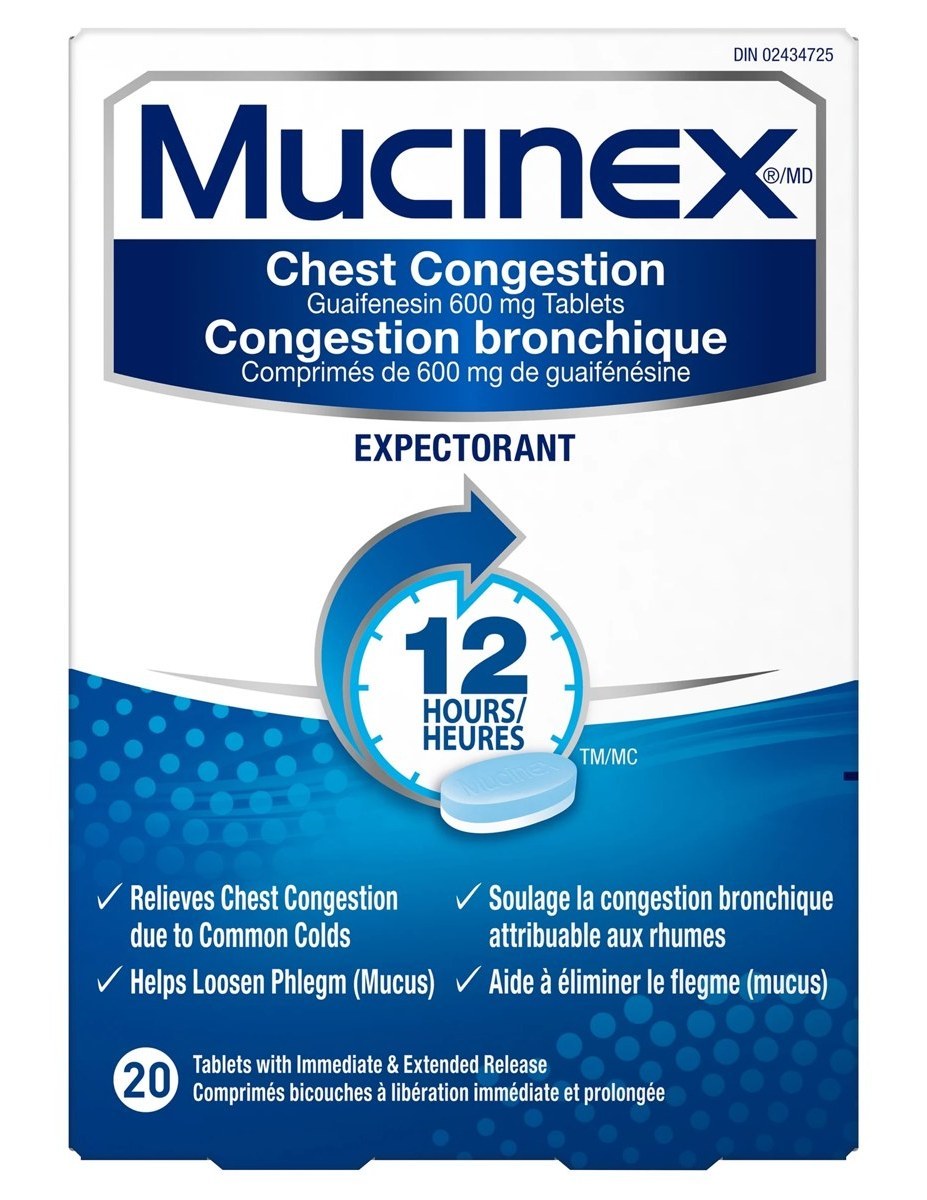 DIN 02434725
Mucinex®/MD
Chest Congestion
Guaifenesin 600 mg Tablets
Congestion bronchique
Comprimés de 600 mg de guaifénésine
EXPECTORANT
12
HOURS/
HEURES
Mucinex
TM/MC
✓ Relieves Chest Congestion
due to Common Colds
✓ Helps Loosen Phlegm (Mucus)
✓ Soulage la congestion bronchique
attribuable aux rhumes
✓ Aide à éliminer le flegme (mucus)
20
Tablets with Immediate & Extended Release
Comprimés bicouches à libération immédiate et prolongée